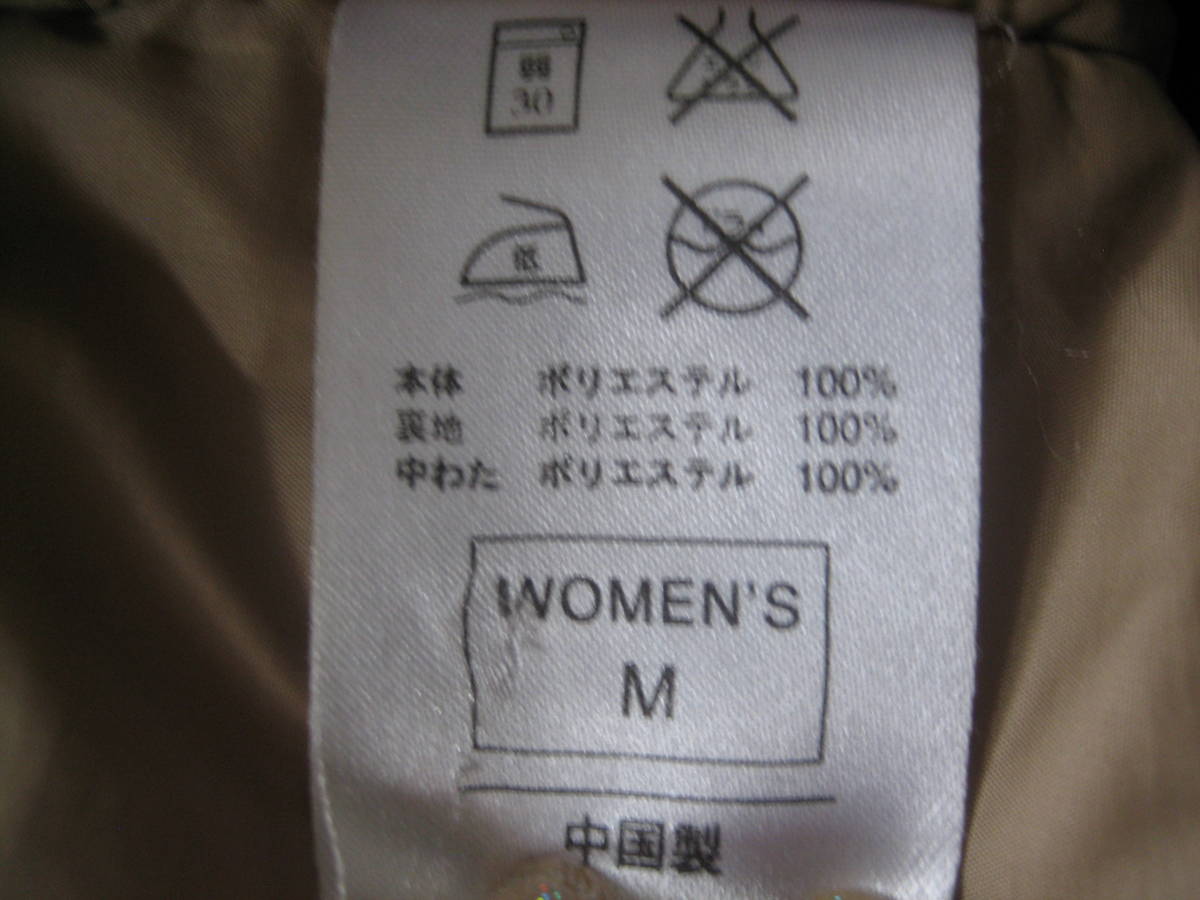 30
低
本体 ポリエステル 100%
裏地 ポリエステル 100%
中わた ポリエステル 100%
WOMEN'S
M
中国製